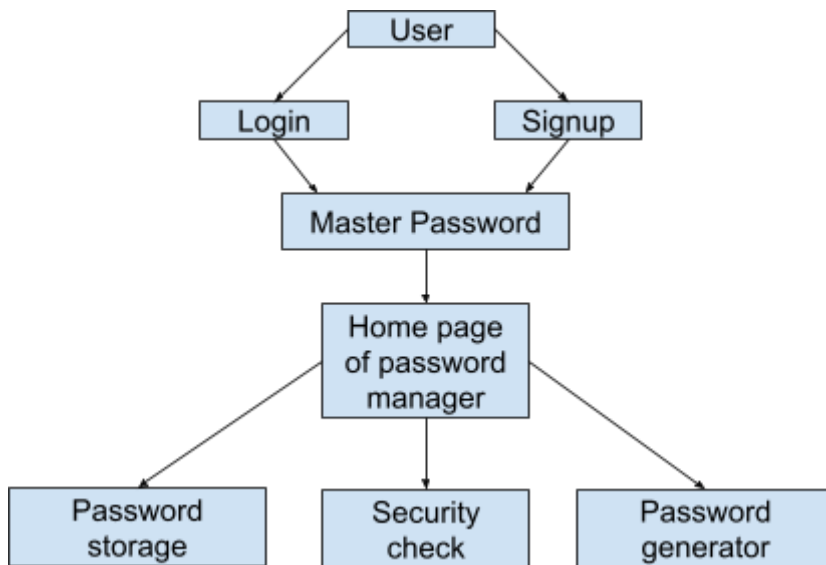 User
Login
Signup
Master Password
Home page
of password
manager
Password
storage
Security
check
Password
generator